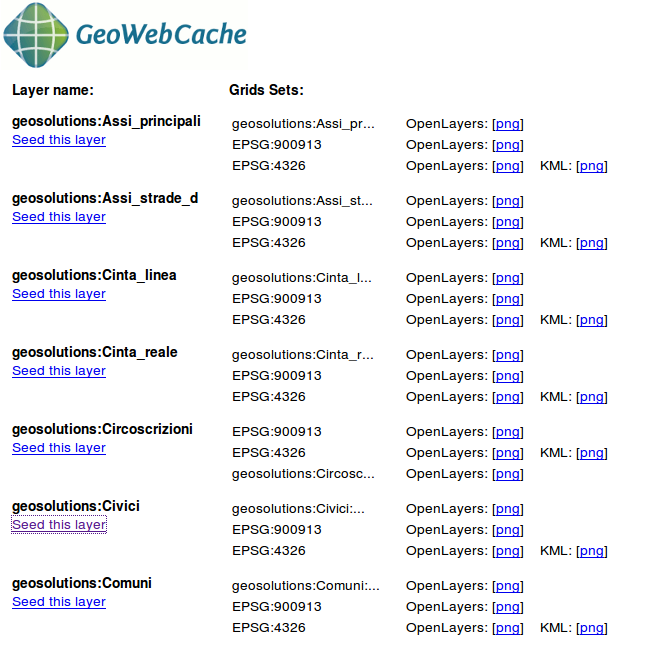 GeoWebCache
Layer name: Grids Sets:
geosolutions:Assi_principali geosolutions:Assi_pr... OpenLayers: [png]
Seed this layer EPSG:900913 OpenLayers: [png]
EPSG:4326 OpenLayers: [png] KML: [png]
geosolutions:Assi_strade_d geosolutions:Assi_st... OpenLayers: [png]
Seed this layer EPSG:900913 OpenLayers: [png]
EPSG:4326 OpenLayers: [png] KML: [png]
geosolutions:Cinta_linea geosolutions:Cinta_l... OpenLayers: [png]
Seed this layer EPSG:900913 OpenLayers: [png]
EPSG:4326 OpenLayers: [png] KML: [png]
geosolutions:Cinta_reale geosolutions:Cinta_r... OpenLayers: [png]
Seed this layer EPSG:900913 OpenLayers: [png]
EPSG:4326 OpenLayers: [png] KML: [png]
geosolutions:Circoscrizioni EPSG:900913 OpenLayers: [png]
Seed this layer EPSG:4326 OpenLayers: [png] KML: [png]
geosolutions:Circosc... OpenLayers: [png]
geosolutions:Civici geosolutions:Civici:... OpenLayers: [png]
Seed this layer EPSG:900913 OpenLayers: [png]
EPSG:4326 OpenLayers: [png] KML: [png]
geosolutions:Comuni geosolutions:Comuni:... OpenLayers: [png]
Seed this layer EPSG:900913 OpenLayers: [png]
EPSG:4326 OpenLayers: [png] KML: [png]